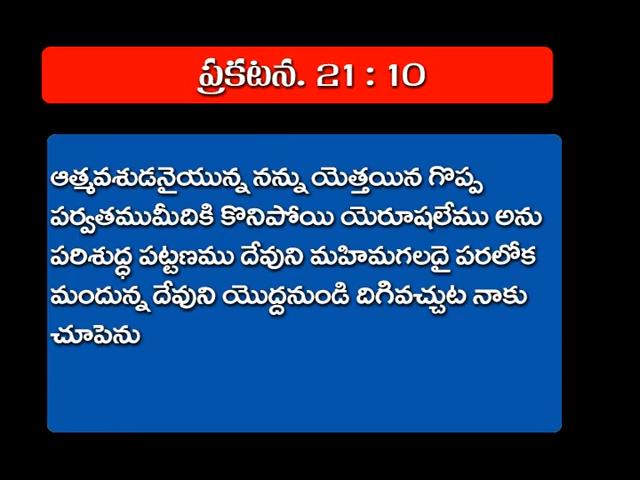 ప్రకటన. 21 : 10
ఆత్మవశుడనైయున్న నన్ను యెత్తయిన గొప్ప
పర్వతముమీదికి కొనిపోయి యెరూషలేము అను
పరిశుద్ధ పట్టణము దేవుని మహిమగలదై పరలోక
మందున్న దేవుని యొద్దనుండి దిగివచ్చుట నాకు
చూపెను